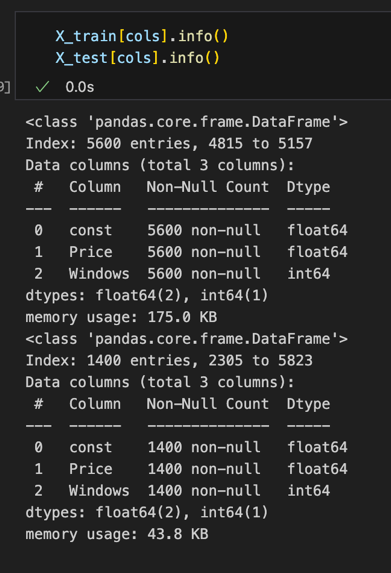 X_train[cols].info()
X_test[cols].info()
0.0s
<class 'pandas.core.frame.DataFrame'>
Index: 5600 entries, 4815 to 5157
Data columns (total 3 columns):
 #   Column   Non-Null Count  Dtype
---  ------   --------------  -----
 0   const    5600 non-null   float64
 1   Price    5600 non-null   float64
 2   Windows  5600 non-null   int64
dtypes: float64(2), int64(1)
memory usage: 175.0 KB
<class 'pandas.core.frame.DataFrame'>
Index: 1400 entries, 2305 to 5823
Data columns (total 3 columns):
 #   Column   Non-Null Count  Dtype
---  ------   --------------  -----
 0   const    1400 non-null   float64
 1   Price    1400 non-null   float64
 2   Windows  1400 non-null   int64
dtypes: float64(2), int64(1)
memory usage: 43.8 KB